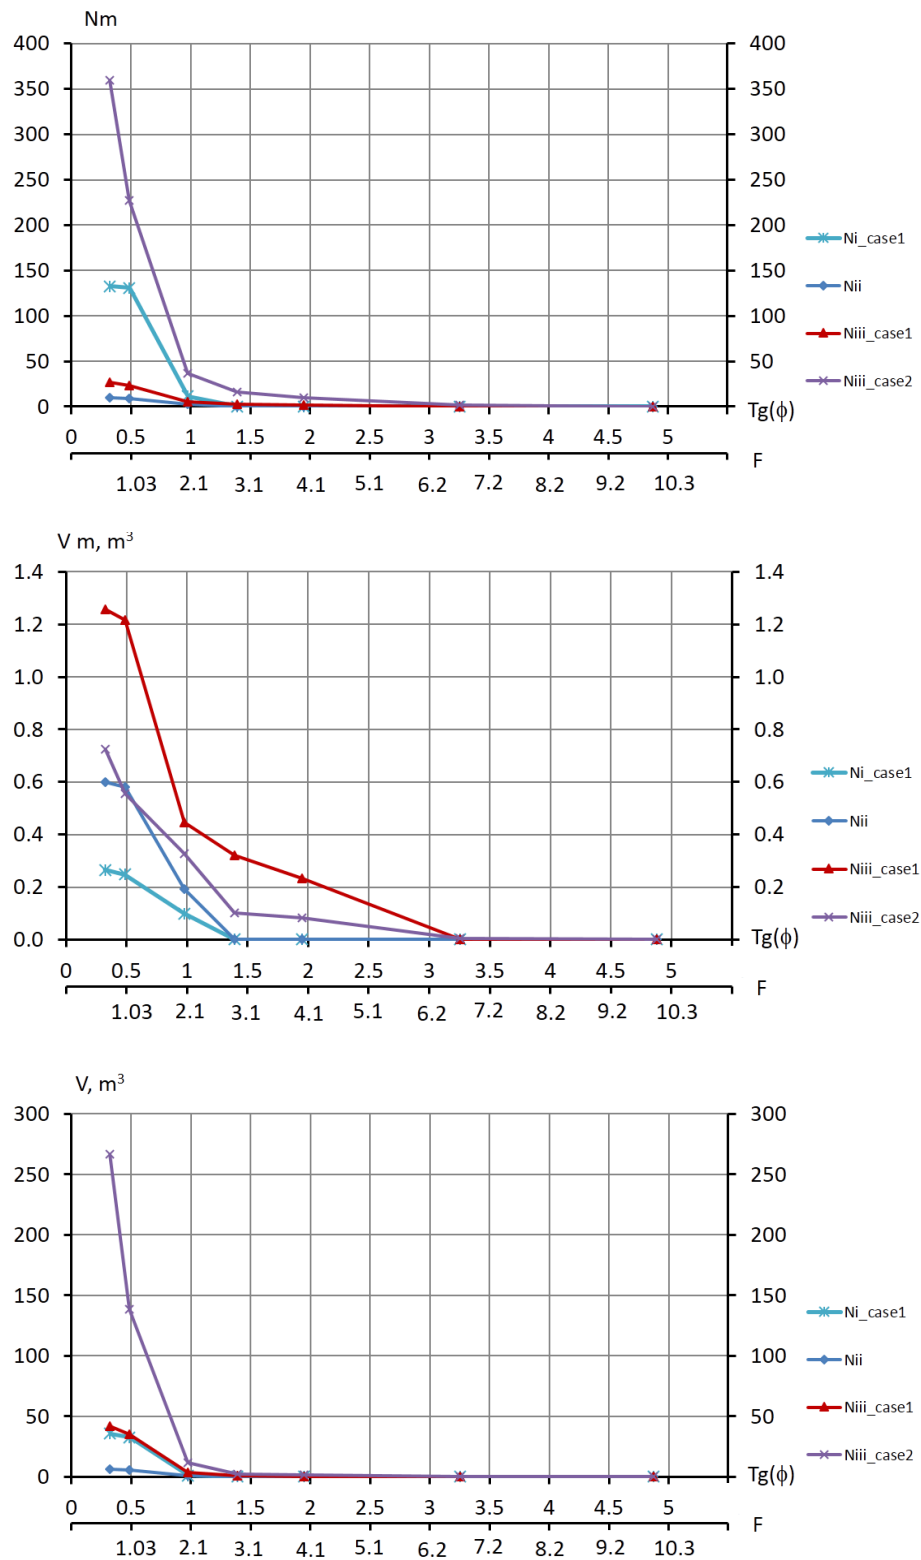 Nm
400 400
350 350
300 300
250 250
200 200
150 150
100 100
50 50
0 Tg(ϕ)
0 0.5 1 1.5 2 2.5 3 3.5 4 4.5 5
F
1.03 2.1 3.1 4.1 5.1 6.2 7.2 8.2 9.2 10.3
Ni_case1
Nii
Niii_case1
Niii_case2
V m, m³
1.4 1.4
1.2 1.2
1.0 1.0
0.8 0.8
0.6 0.6
0.4 0.4
0.2 0.2
0.0 0.0
Tg(ϕ)
0 0.5 1 1.5 2 2.5 3 3.5 4 4.5 5
F
1.03 2.1 3.1 4.1 5.1 6.2 7.2 8.2 9.2 10.3
Ni_case1
Nii
Niii_case1
Niii_case2
V, m³
300 300
250 250
200 200
150 150
100 100
50 50
0 Tg(ϕ)
0 0.5 1 1.5 2 2.5 3 3.5 4 4.5 5
F
1.03 2.1 3.1 4.1 5.1 6.2 7.2 8.2 9.2 10.3
Ni_case1
Nii
Niii_case1
Niii_case2